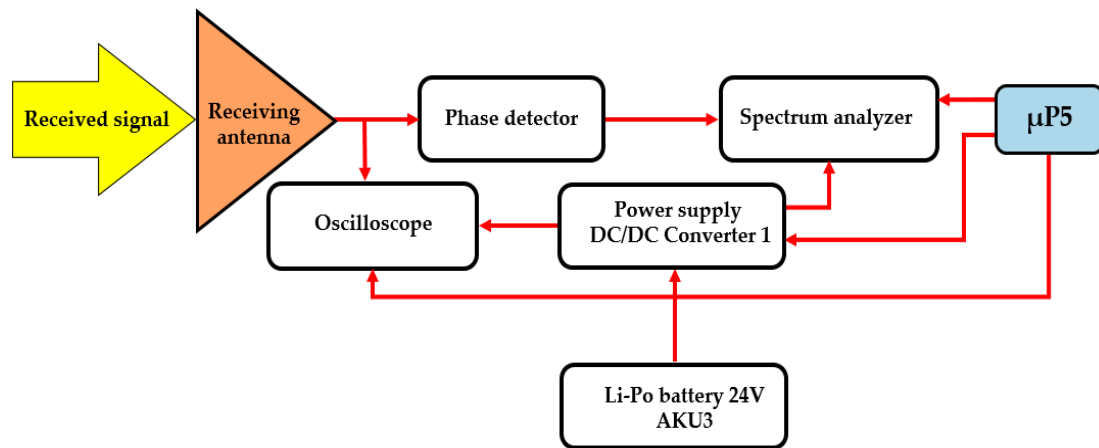 Received signal
Receiving
antenna
Phase detector
Spectrum analyzer
μP5
Oscilloscope
Power supply
DC/DC Converter 1
Li-Po battery 24V
AKU3